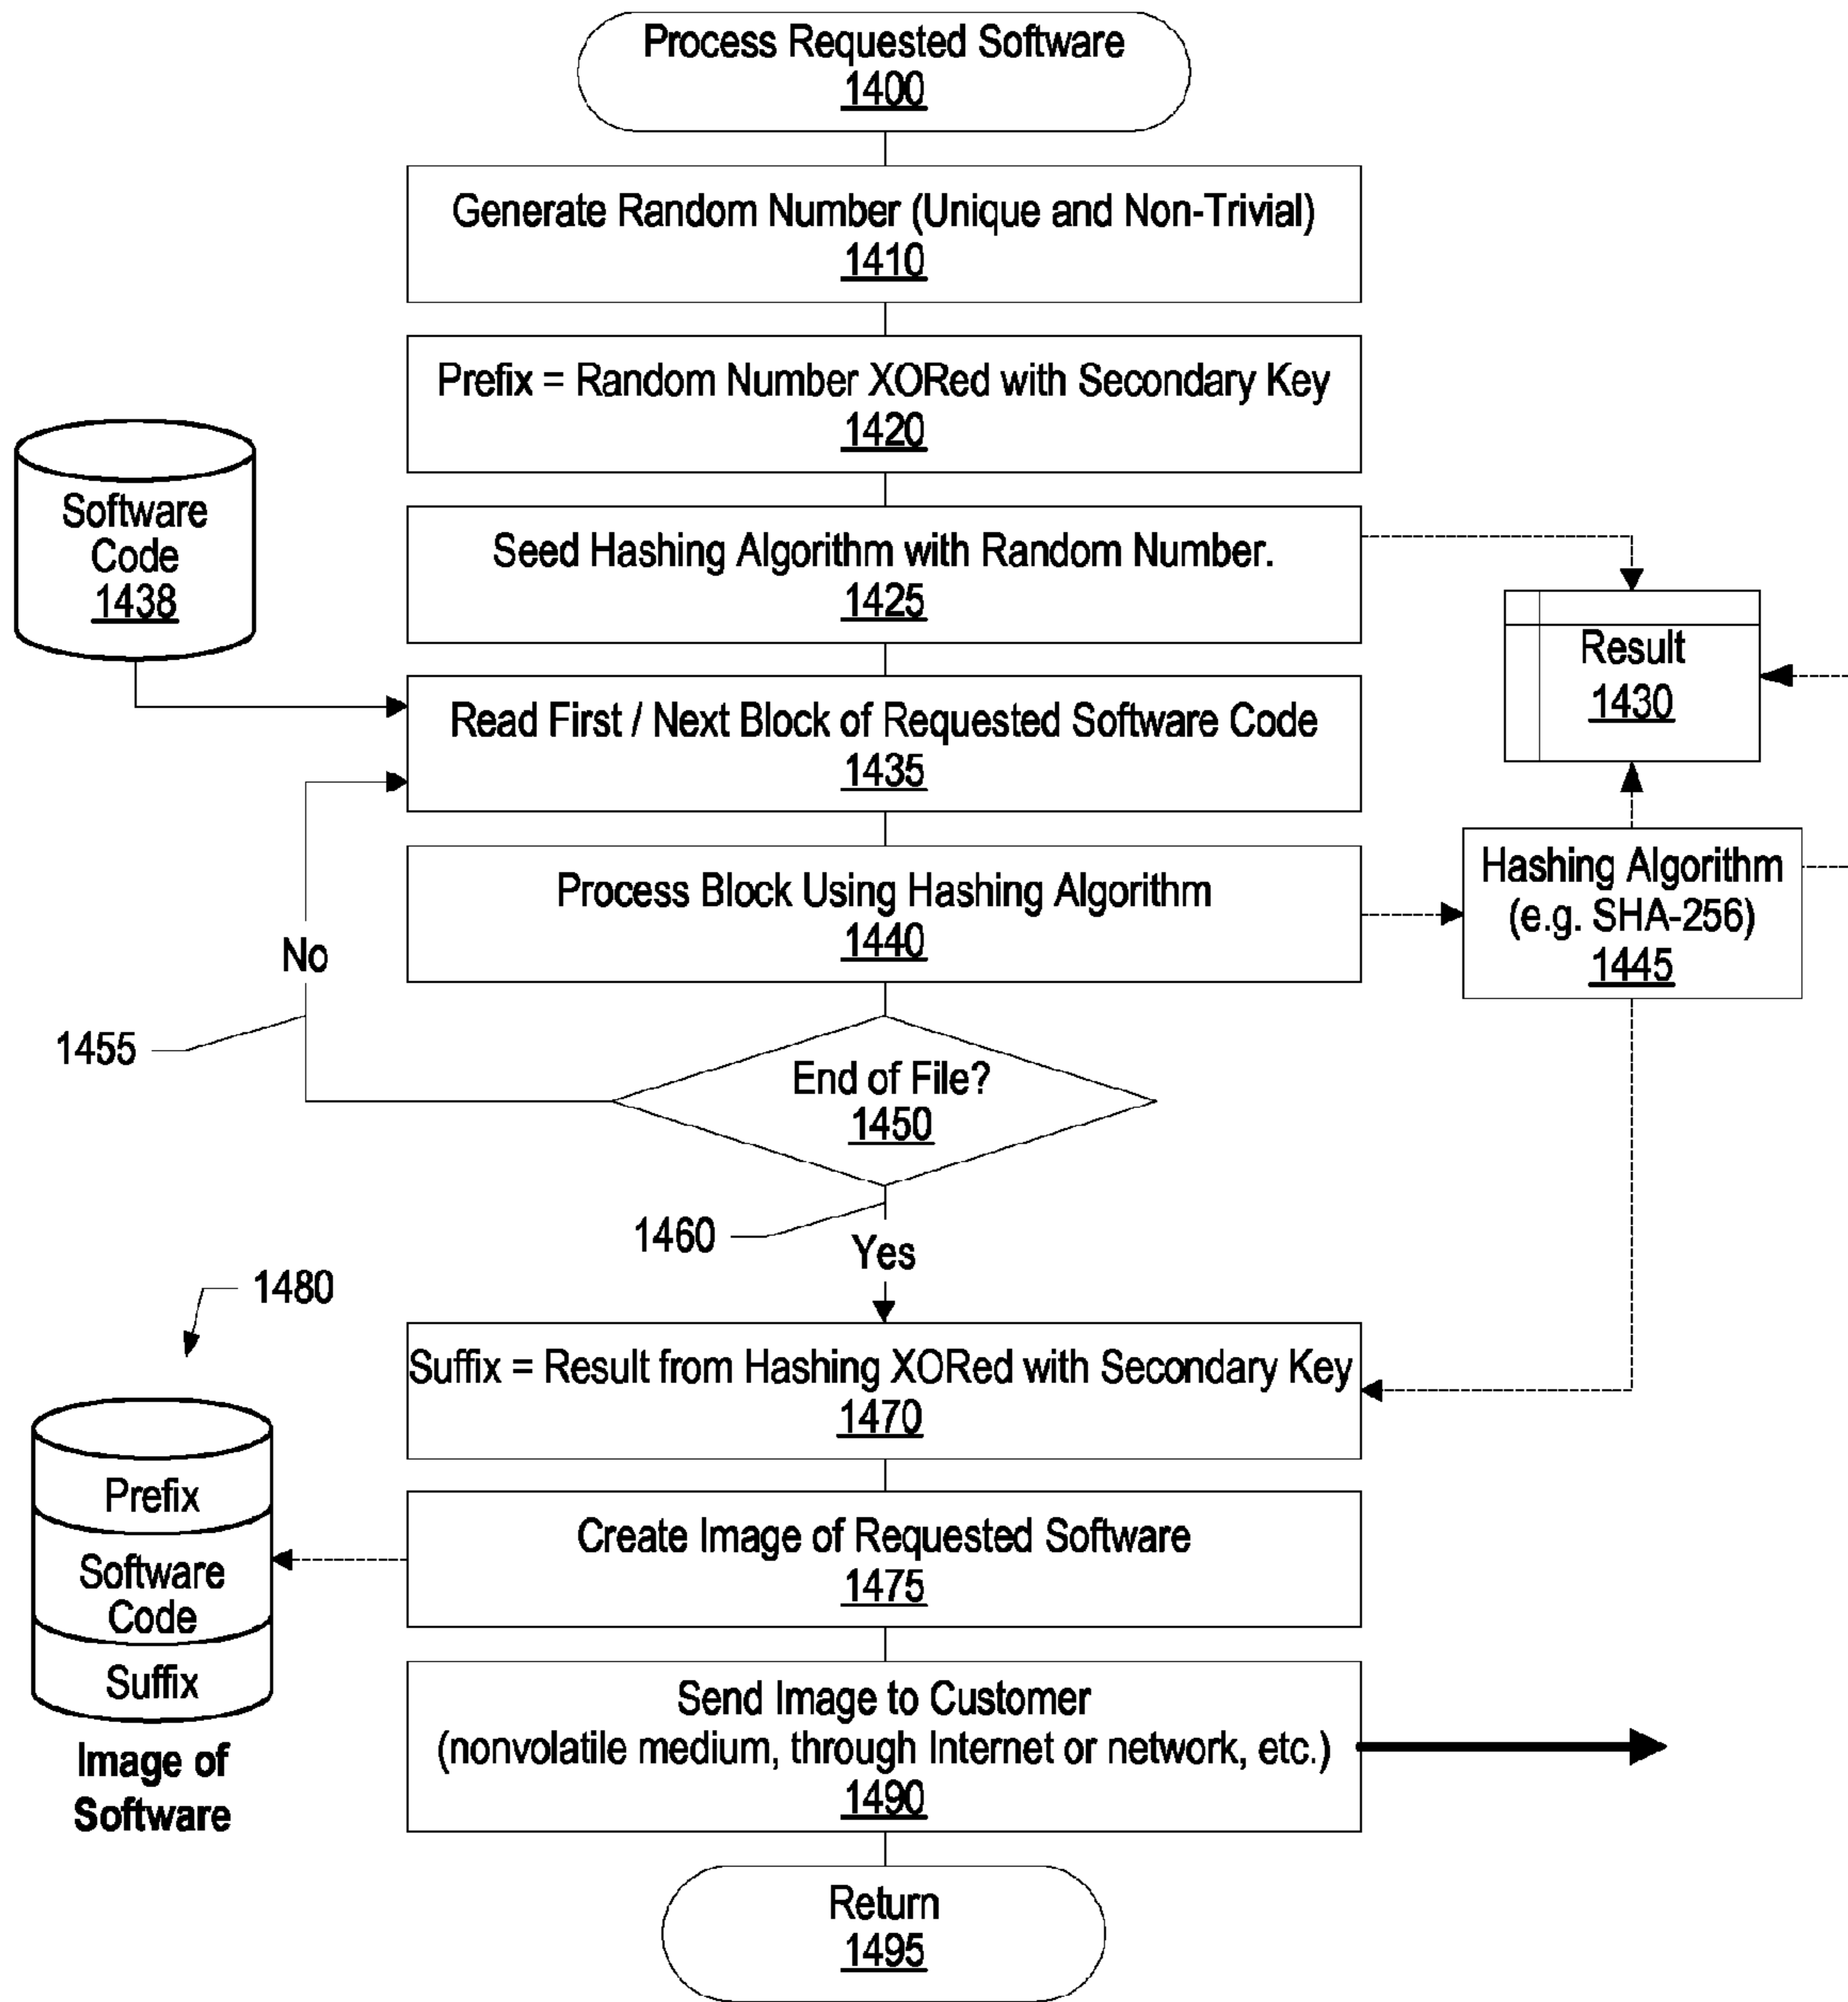 Process Requested Software
1400
Generate Random Number (Unique and Non-Trivial)
1410
Prefix = Random Number XORed with Secondary Key
1420
Software
Code
1438
Seed Hashing Algorithm with Random Number.
1425
Result
1430
Read First / Next Block of Requested Software Code
1435
Process Block Using Hashing Algorithm
1440
Hashing Algorithm
(e.g. SHA-256)
1445
No
1455
End of File?
1450
1460
Yes
1480
Suffix = Result from Hashing XORed with Secondary Key
1470
Prefix
Software
Code
Suffix
Image of
Software
Create Image of Requested Software
1475
Send Image to Customer
(nonvolatile medium, through Internet or network, etc.)
1490
Return
1495